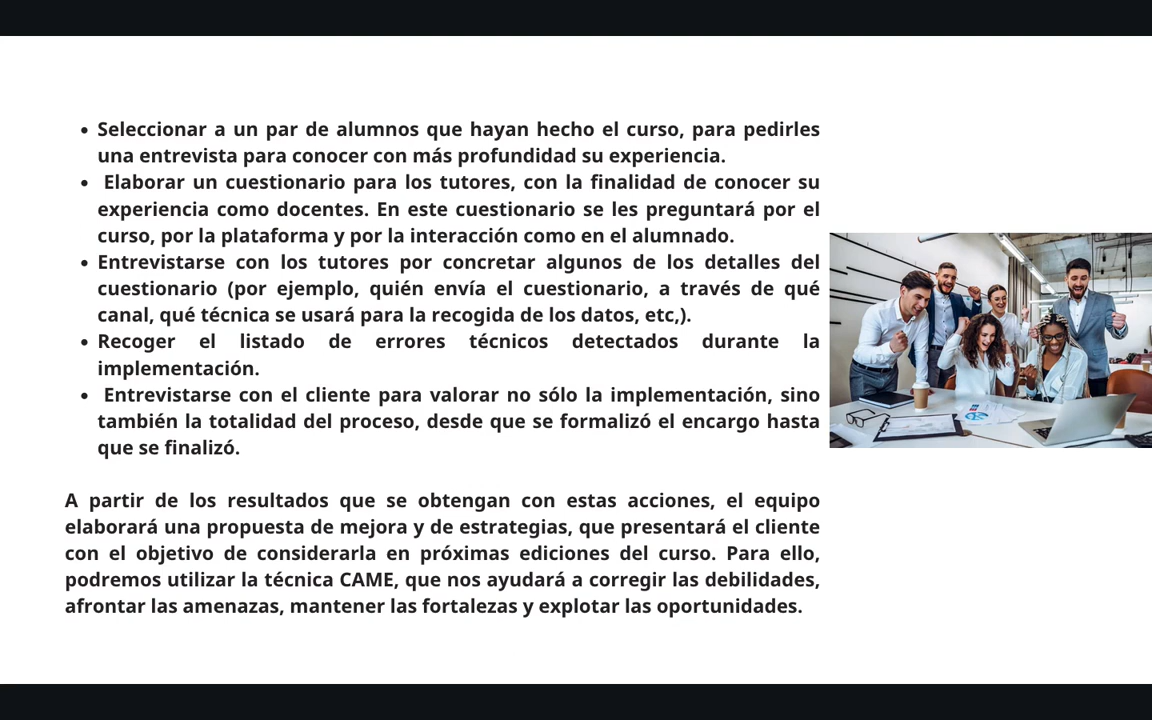 • Seleccionar a un par de alumnos que hayan hecho el curso, para pedirles
una entrevista para conocer con más profundidad su experiencia.
• Elaborar un cuestionario para los tutores, con la finalidad de conocer su
experiencia como docentes. En este cuestionario se les preguntará por el
curso, por la plataforma y por la interacción como en el alumnado.
• Entrevistarse con los tutores por concretar algunos de los detalles del
cuestionario (por ejemplo, quién envía el cuestionario, a través de qué
canal, qué técnica se usará para la recogida de los datos, etc,).
• Recoger el listado de errores técnicos detectados durante la
implementación.
• Entrevistarse con el cliente para valorar no sólo la implementación, sino
también la totalidad del proceso, desde que se formalizó el encargo hasta
que se finalizó.
A partir de los resultados que se obtengan con estas acciones, el equipo
elaborará una propuesta de mejora y de estrategias, que presentará el cliente
con el objetivo de considerarla en próximas ediciones del curso. Para ello,
podremos utilizar la técnica CAME, que nos ayudará a corregir las debilidades,
afrontar las amenazas, mantener las fortalezas y explotar las oportunidades.